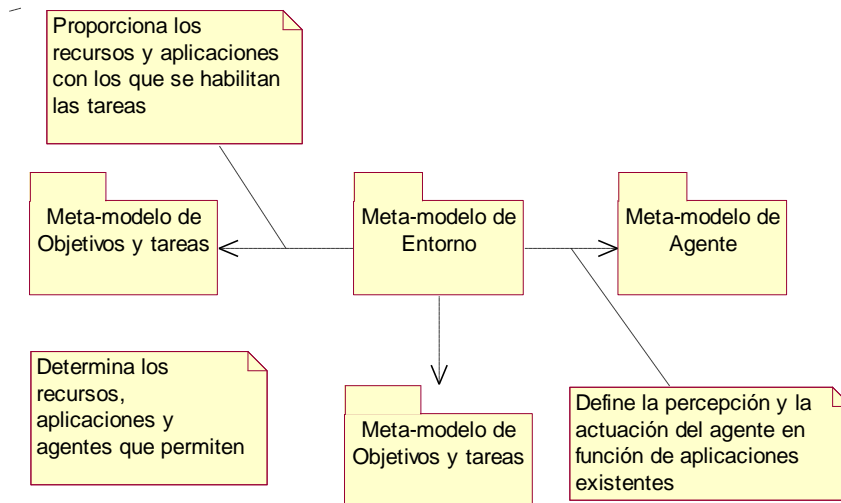 Proporciona los
recursos y aplicaciones
con los que se habilitan
las tareas
Meta-modelo de
Objetivos y tareas
Meta-modelo de
Entorno
Meta-modelo de
Agente
Determina los
recursos,
aplicaciones y
agentes que permiten
Meta-modelo de
Objetivos y tareas
Define la percepción y la
actuación del agente en
función de aplicaciones
existentes